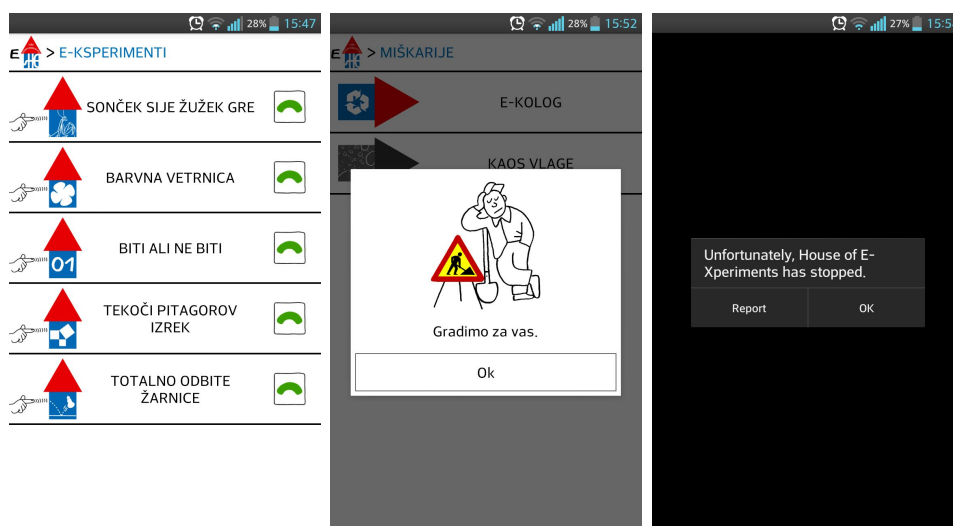 28% 15:47
E > E-KSPERIMENTI
SONČEK SIJE ŽUŽEK GRE
BARVNA VETRNICA
01
BITI ALI NE BITI
TEKOČI PITAGOROV
IZREK
TOTALNO ODBITE
ŽARNICE
28% 15:52
E > MIŠKARIJE
E-KOLOG
KAOS VLAGE
Gradimo za vas.
Ok
27% 15:54
Unfortunately, House of E-
Xperiments has stopped.
Report OK